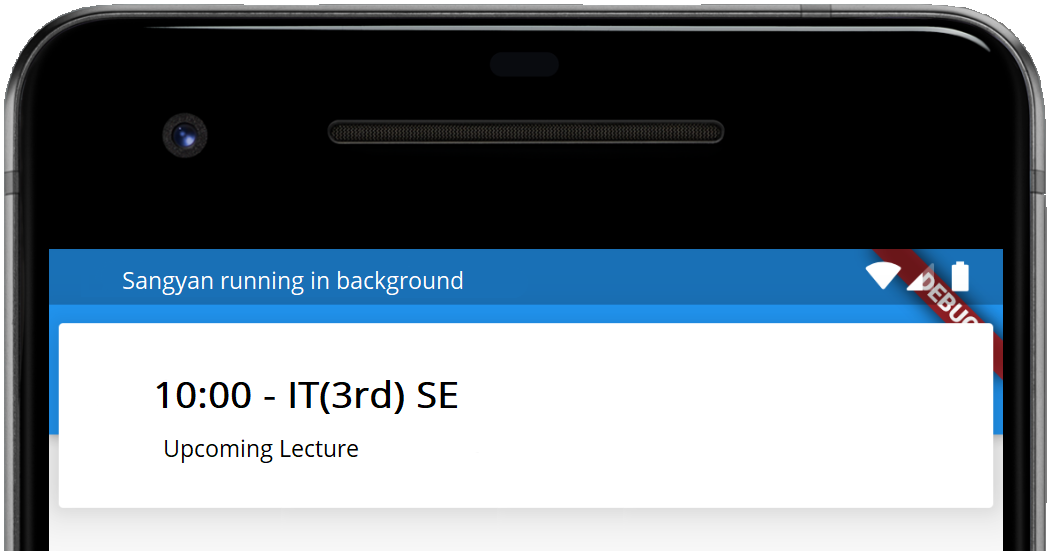 Sangyan running in background
DEBUG
10:00 - IT(3rd) SE
Upcoming Lecture